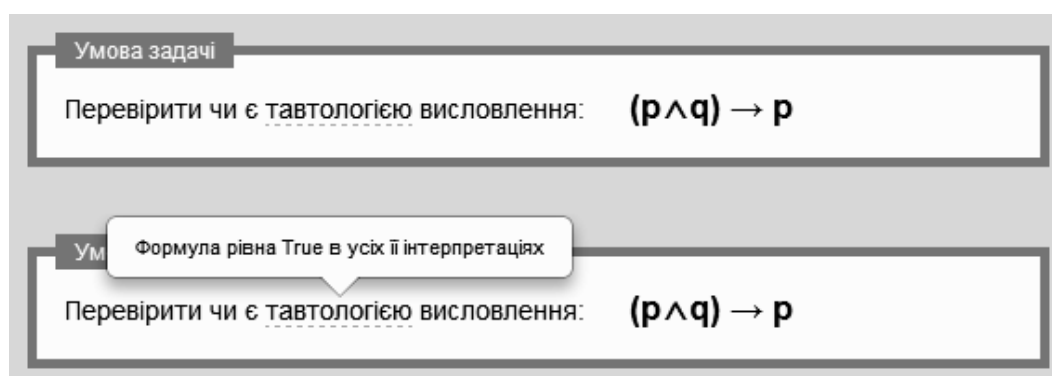 Умова задачі
Перевірити чи є тавтологією висловлення: (p∧q) → p
Ум
Формула рівна True в усіх її інтерпретаціях
Перевірити чи є тавтологією висловлення: (p∧q) → p